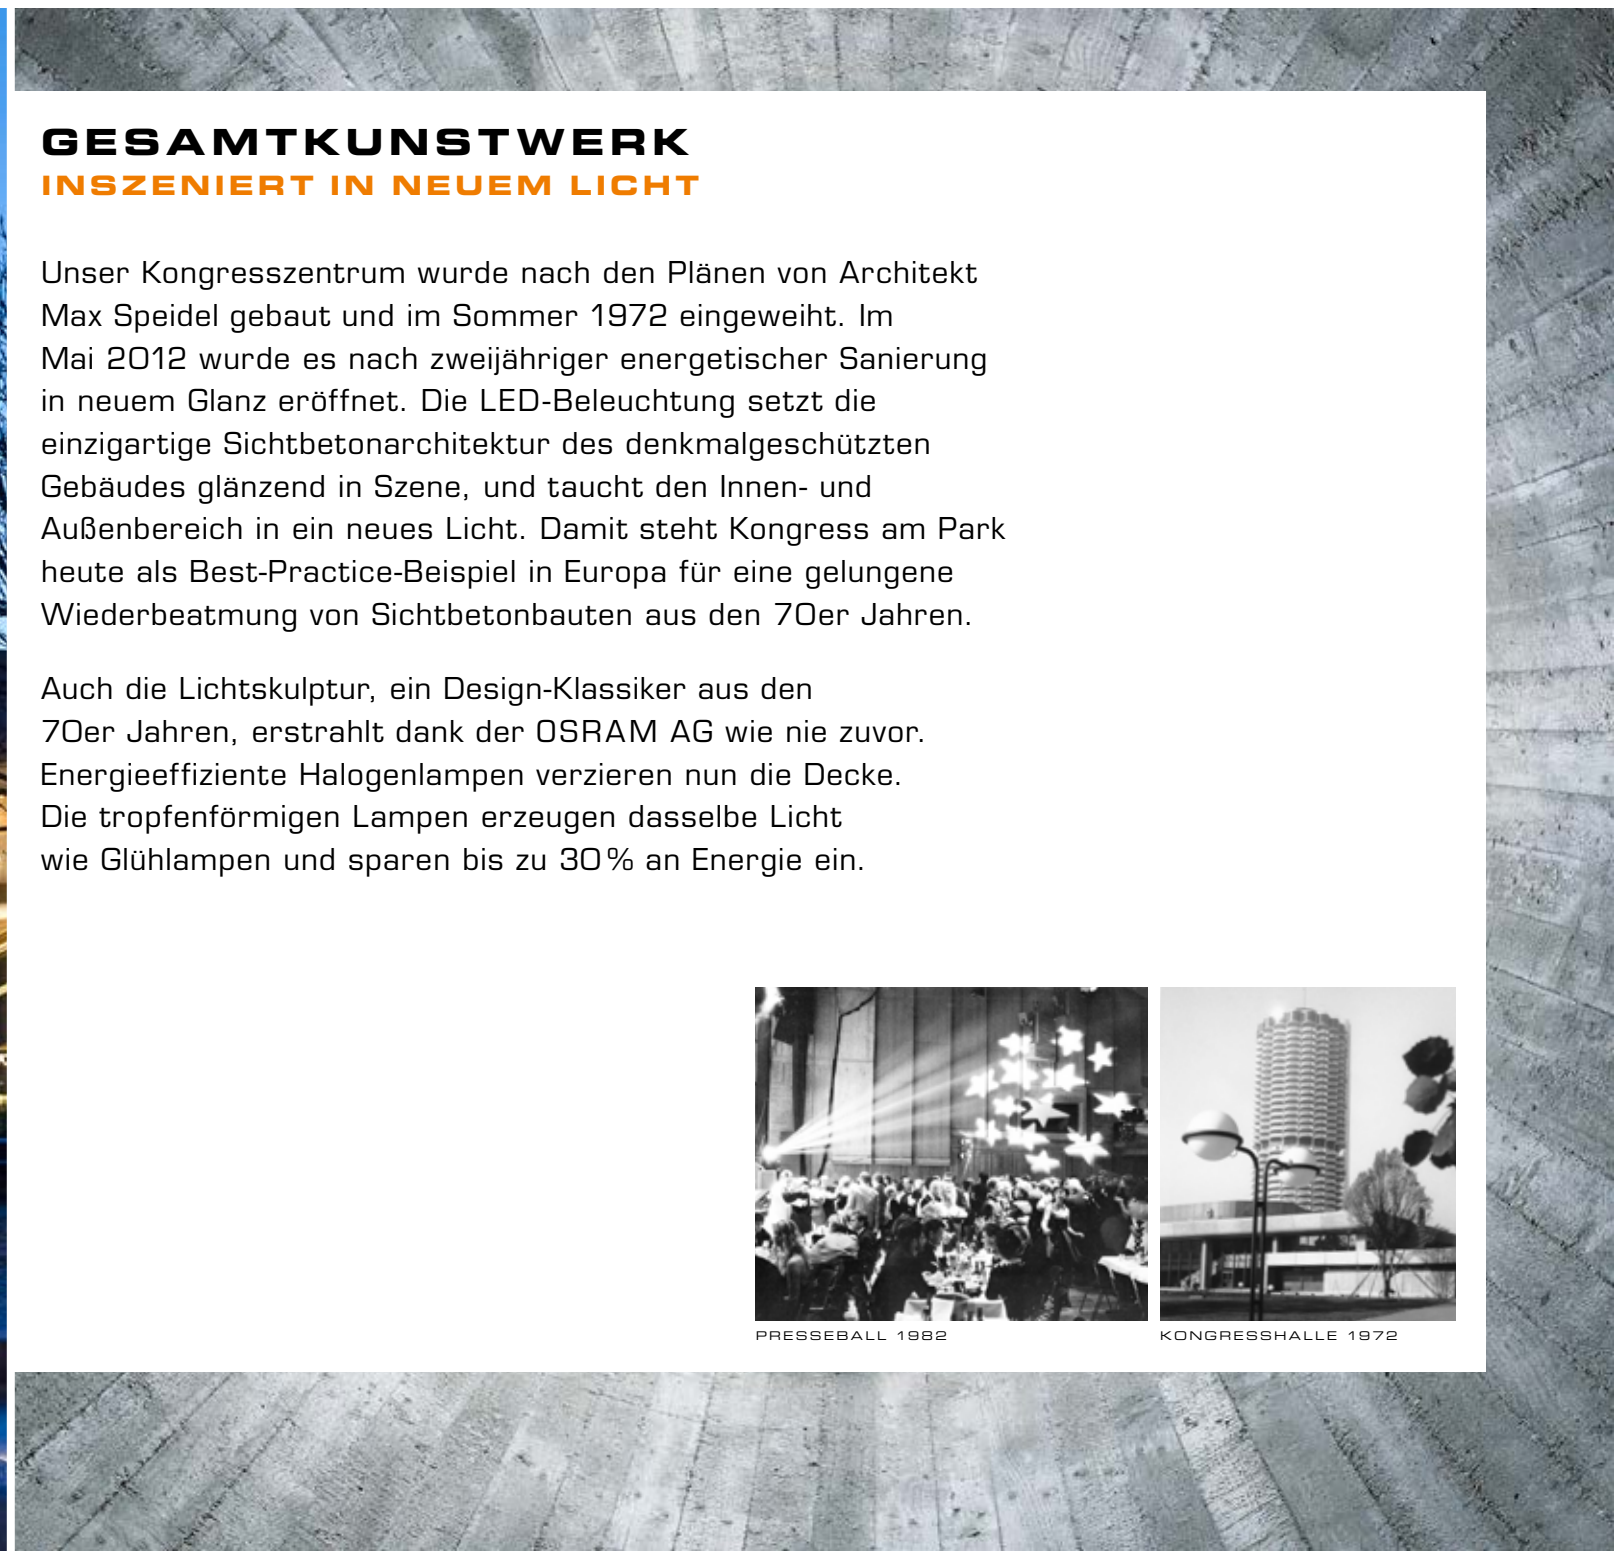 GESAMTKUNSTWERK
INSZENIERT IN NEUEM LICHT
Unser Kongresszentrum wurde nach den Plänen von Architekt
Max Speidel gebaut und im Sommer 1972 eingeweiht. Im
Mai 2012 wurde es nach zweijähriger energetischer Sanierung
in neuem Glanz eröffnet. Die LED-Beleuchtung setzt die
einzigartige Sichtbetonarchitektur des denkmalgeschützten
Gebäudes glänzend in Szene, und taucht den Innen- und
Außenbereich in ein neues Licht. Damit steht Kongress am Park
heute als Best-Practice-Beispiel in Europa für eine gelungene
Wiederbeatmung von Sichtbetonbauten aus den 70er Jahren.
Auch die Lichtskulptur, ein Design-Klassiker aus den
70er Jahren, erstrahlt dank der OSRAM AG wie nie zuvor.
Energieeffiziente Halogenlampen verzieren nun die Decke.
Die tropfenförmigen Lampen erzeugen dasselbe Licht
wie Glühlampen und sparen bis zu 30 % an Energie ein.
PRESSEBALL 1982
KONGRESSHALLE 1972